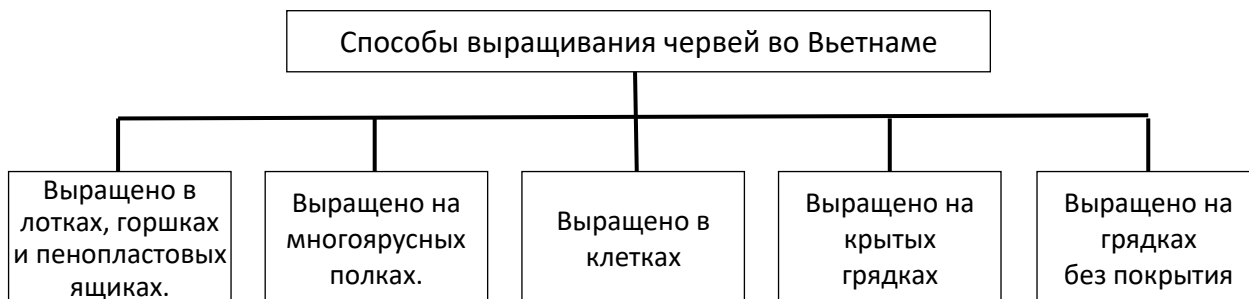 Способы выращивания червей во Вьетнаме
Выращено в
лотках, горшках
и пенопластовых
ящиках.
Выращено на
многоярусных
полках.
Выращено в
клетках
Выращено на
крытых
грядках
Выращено на
грядках
без покрытия